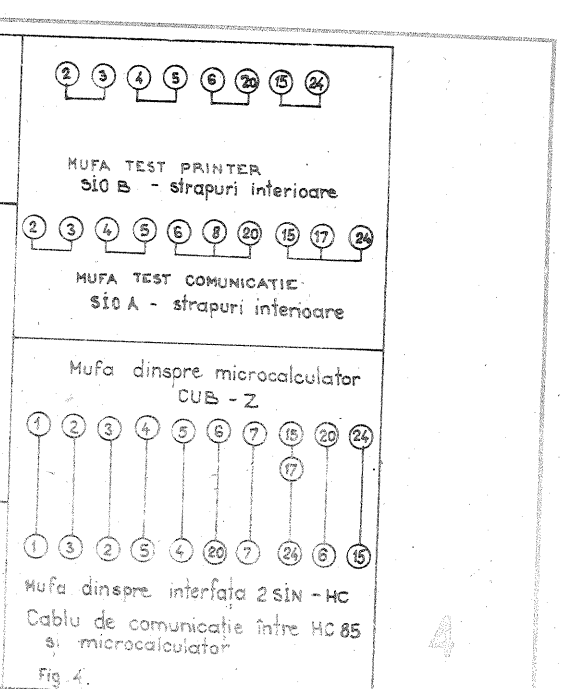 2 3 4 5 6 20 15 24
MUFA TEST PRINTER
SIO B - strapuri interioare
2 3 4 5 6 8 20 15 17 24
MUFA TEST COMUNICATIE
SIO A - strapuri interioare
Mufa dinspre microcalculator
CUB - Z
1 2 3 4 5 6 7 15 20 24
17
1 3 2 5 4 20 7 24 6 15
Mufa dinspre interfața 2 SIN - HC
Cablu de comunicație între HC 85
și microcalculator
Fig 4.
4